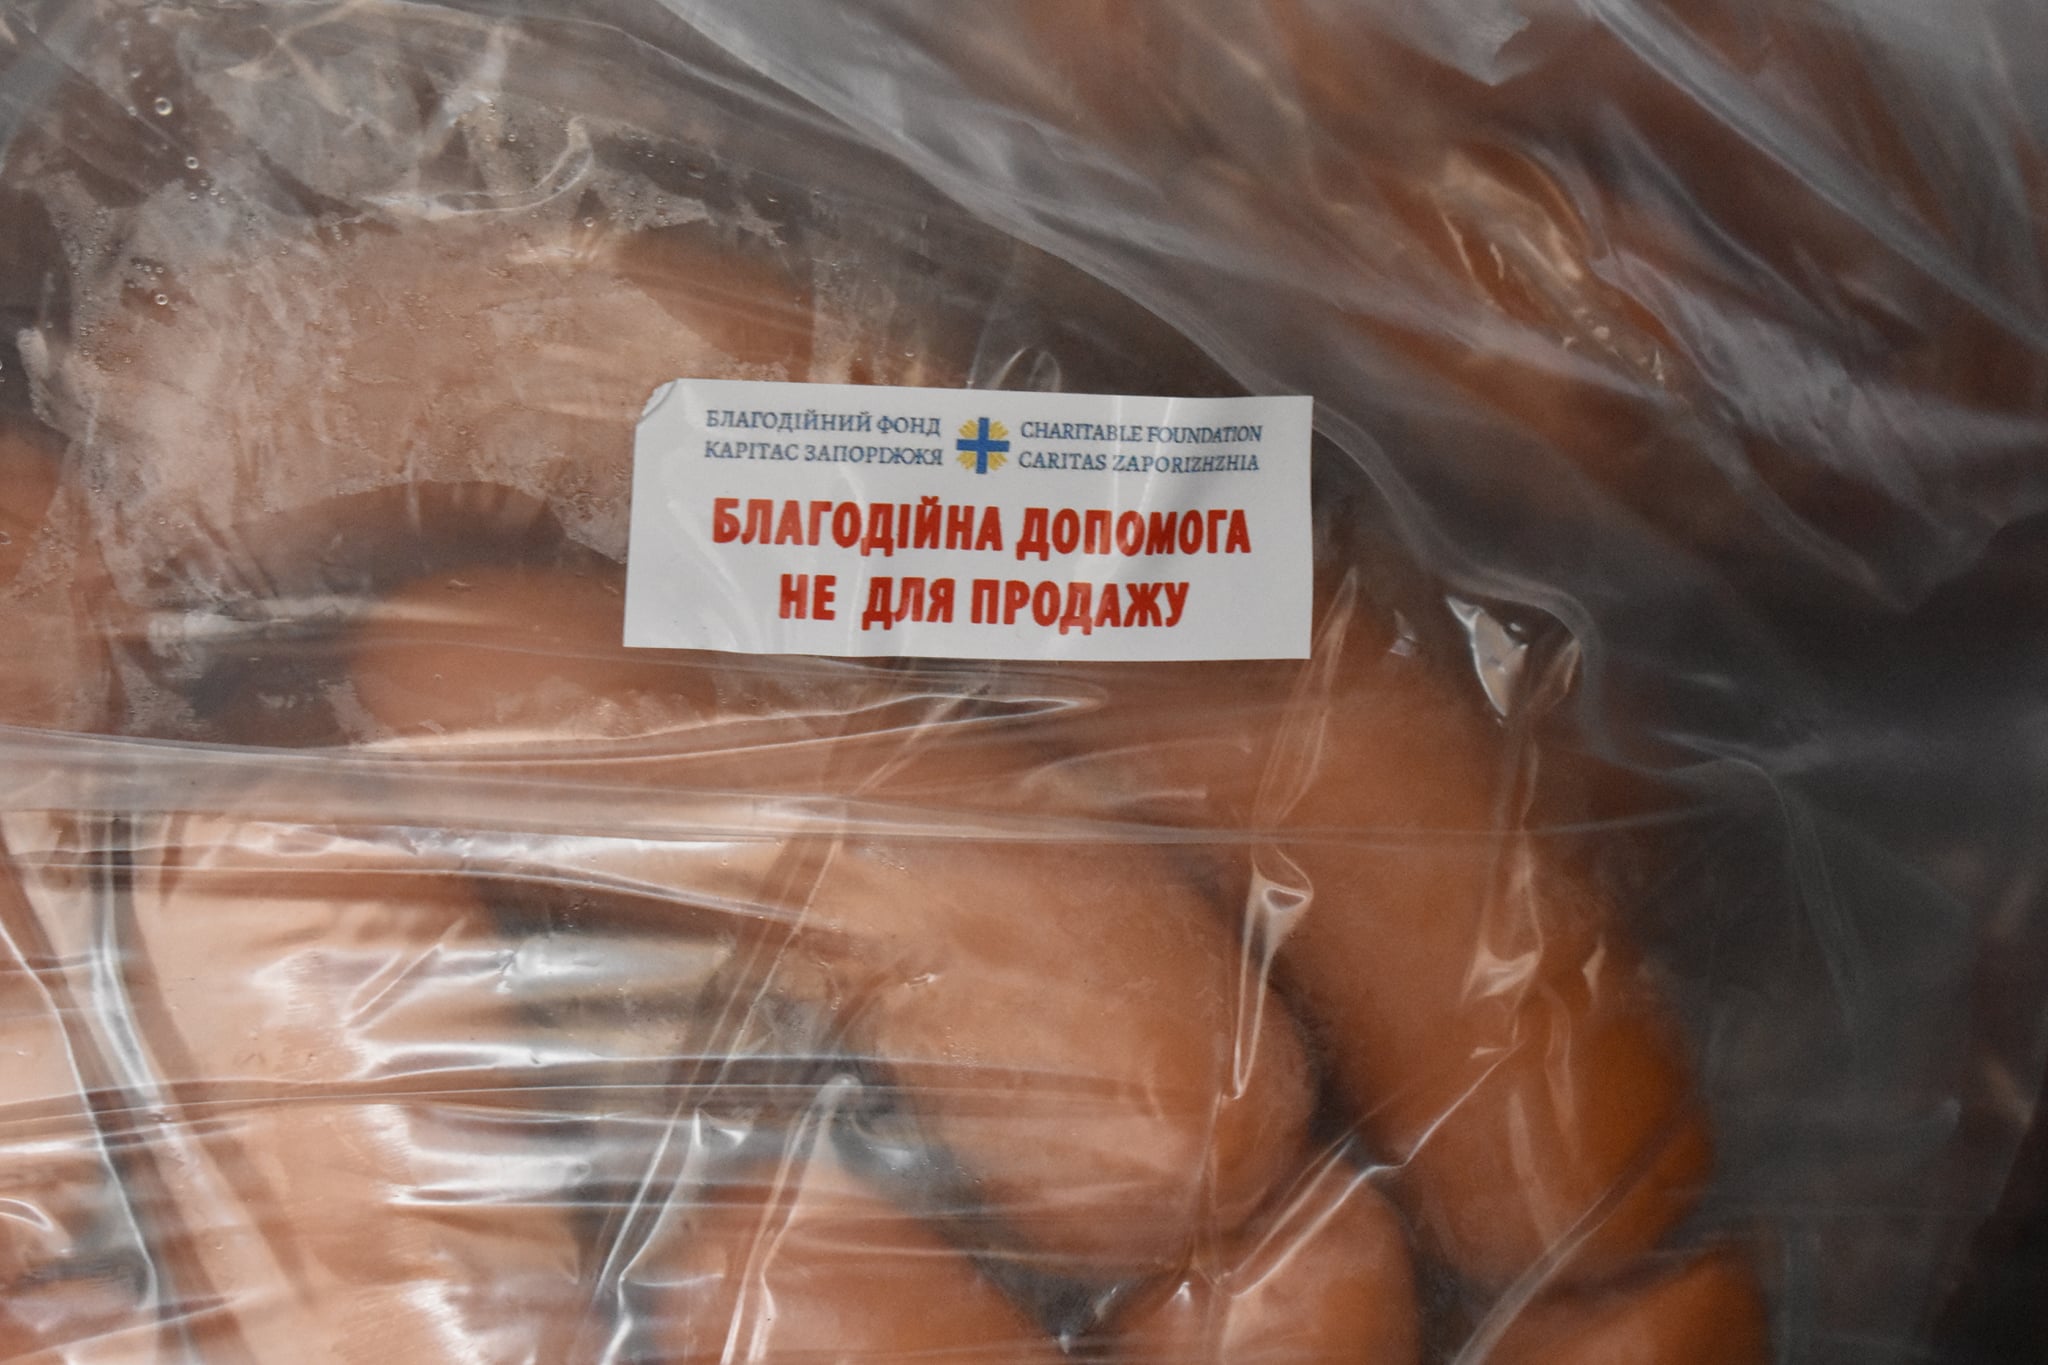 БЛАГОДІЙНИЙ ФОНД
КАРІТАС ЗАПОРІЖЖЯ
CHARITABLE FOUNDATION
CARITAS ZAPORIZHZHIA
БЛАГОДІЙНА ДОПОМОГА
НЕ ДЛЯ ПРОДАЖУ